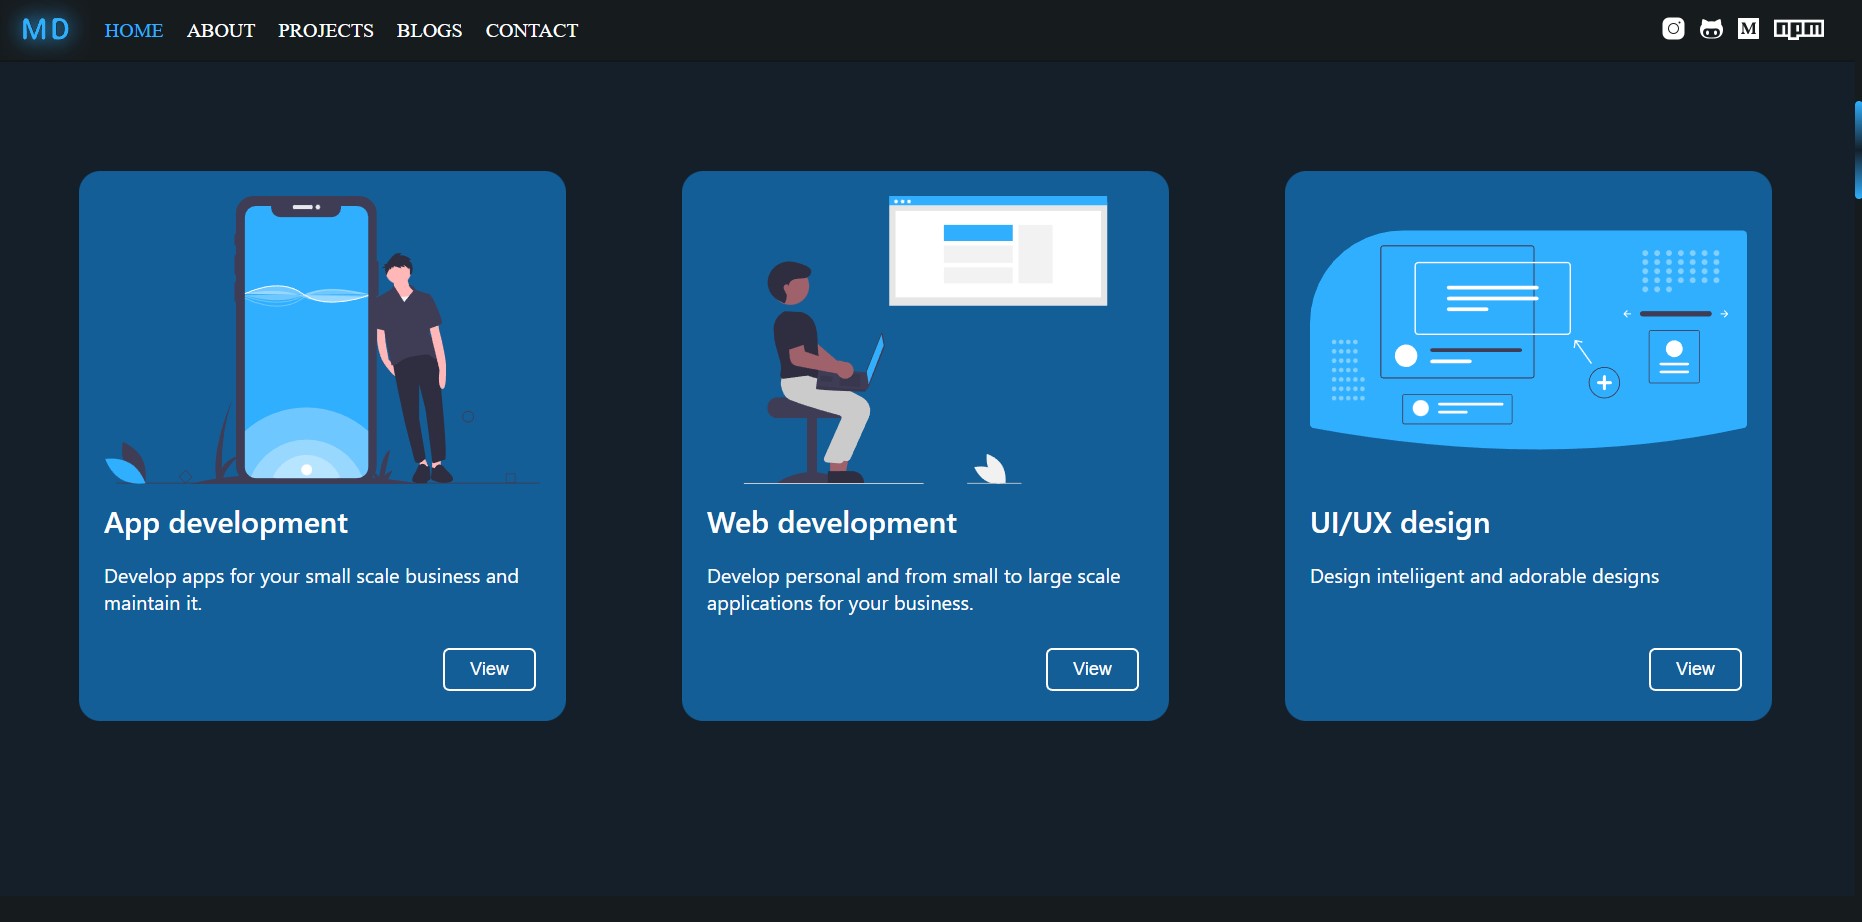 MD HOME ABOUT PROJECTS BLOGS CONTACT M npm
App development
Develop apps for your small scale business and
maintain it.
View
Web development
Develop personal and from small to large scale
applications for your business.
View
UI/UX design
Design inteliigent and adorable designs
View